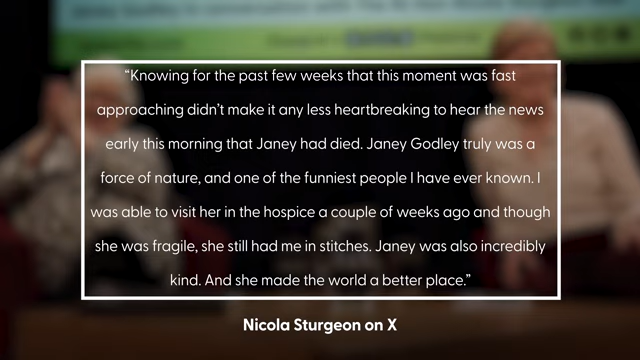 “Knowing for the past few weeks that this moment was fast
approaching didn’t make it any less heartbreaking to hear the news
early this morning that Janey had died. Janey Godley truly was a
force of nature, and one of the funniest people I have ever known. I
was able to visit her in the hospice a couple of weeks ago and though
she was fragile, she still had me in stitches. Janey was also incredibly
kind. And she made the world a better place.”
Nicola Sturgeon on X